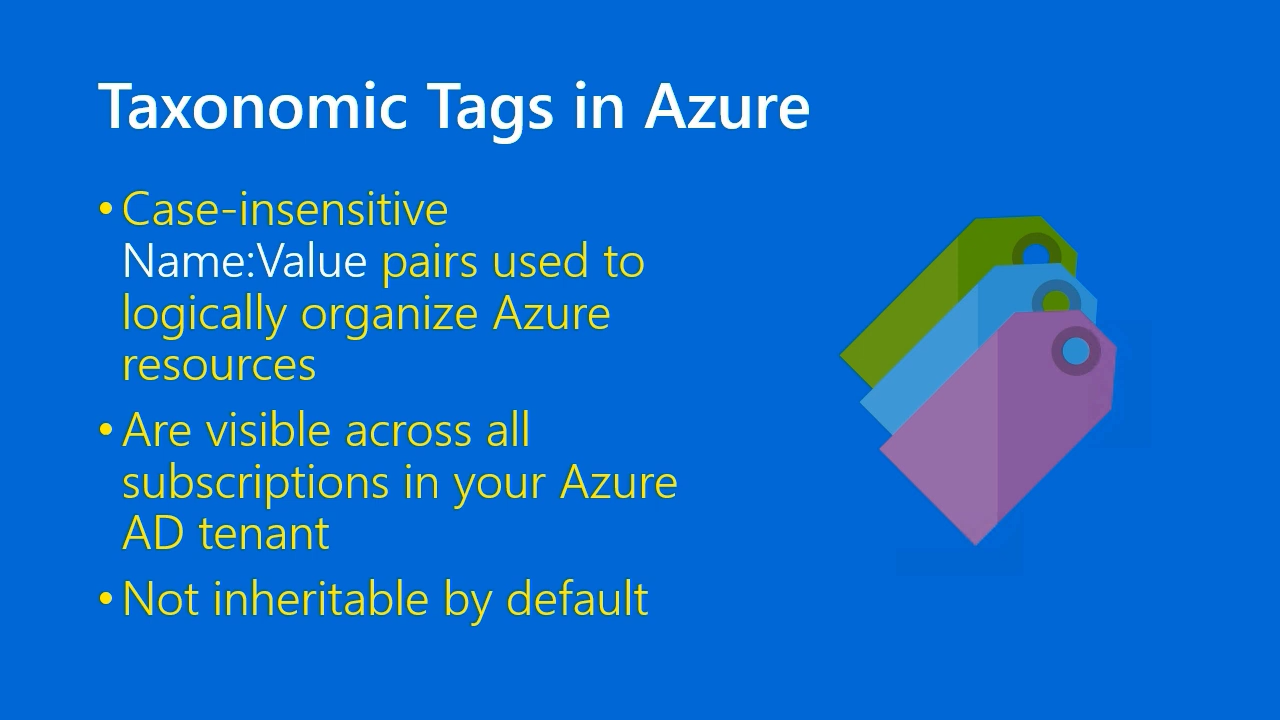 Taxonomic Tags in Azure
• Case-insensitive
Name:Value pairs used to
logically organize Azure
resources
• Are visible across all
subscriptions in your Azure
AD tenant
• Not inheritable by default